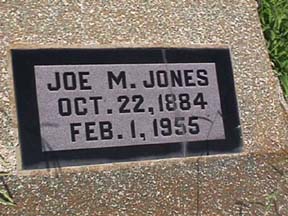 JOE M. JONES
OCT. 22, 1884
FEB. 1, 1955